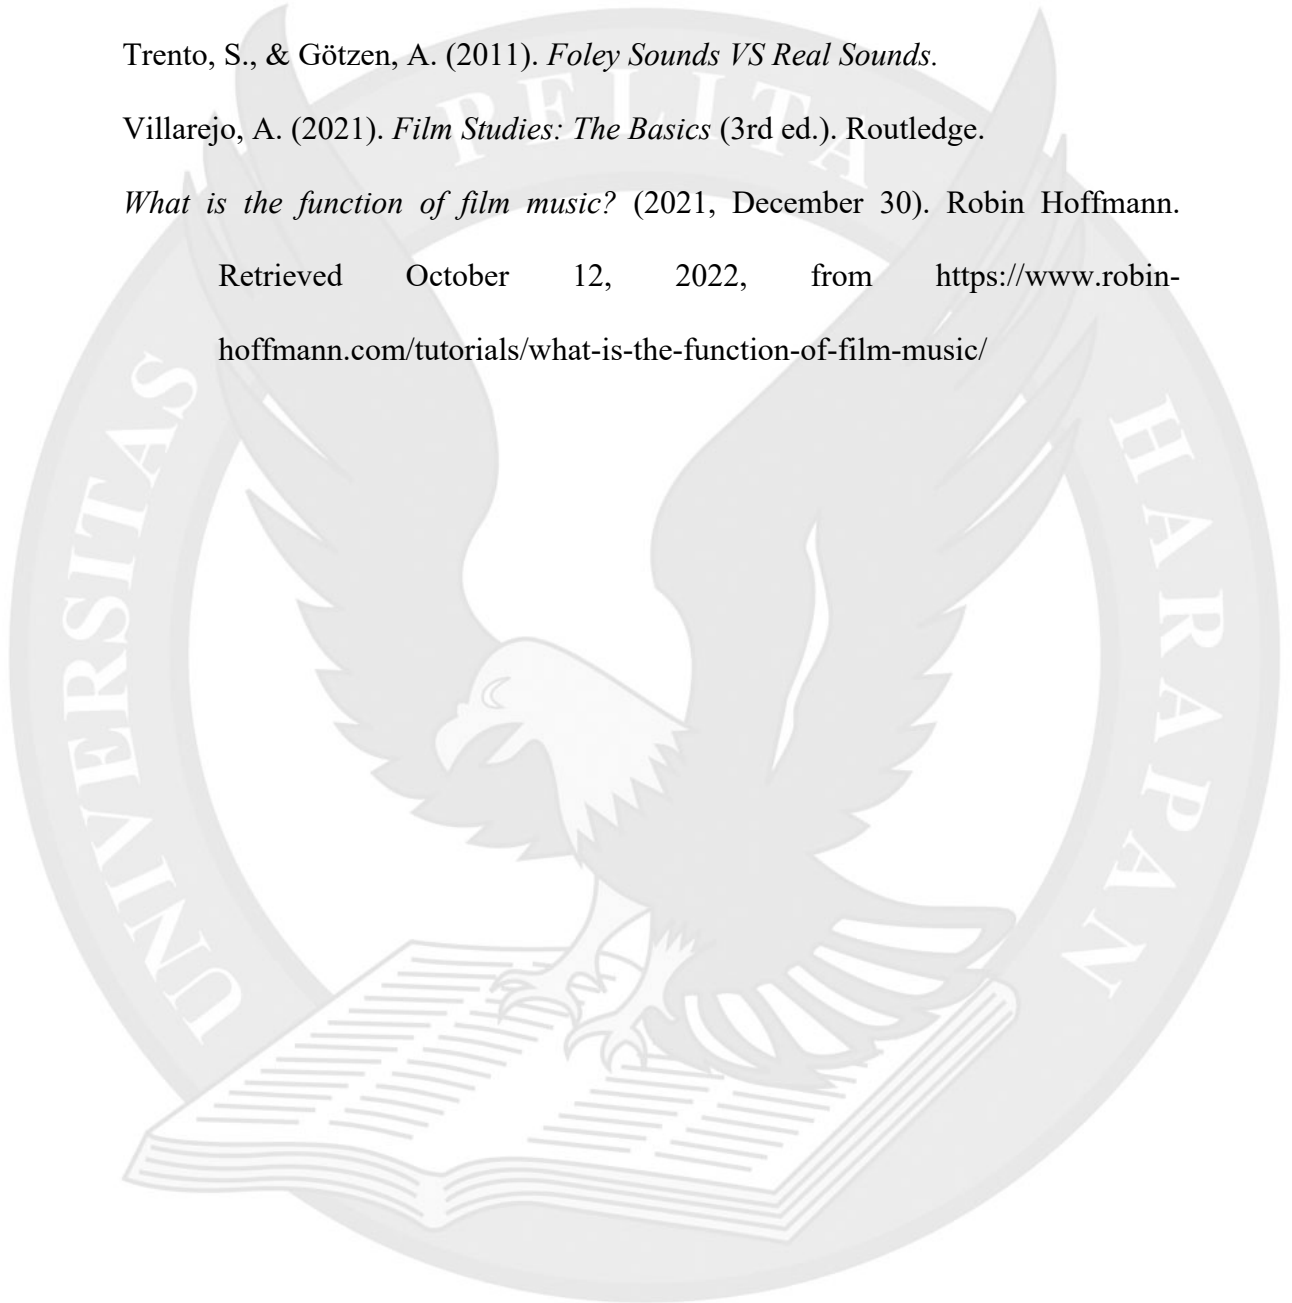 Trento, S., & Götzen, A. (2011). Foley Sounds VS Real Sounds.
Villarejo, A. (2021). Film Studies: The Basics (3rd ed.). Routledge.
What is the function of film music? (2021, December 30). Robin Hoffmann.
Retrieved October 12, 2022, from https://www.robin-
hoffmann.com/tutorials/what-is-the-function-of-film-music/
UNIVERSITAS PELITA HARAPAN